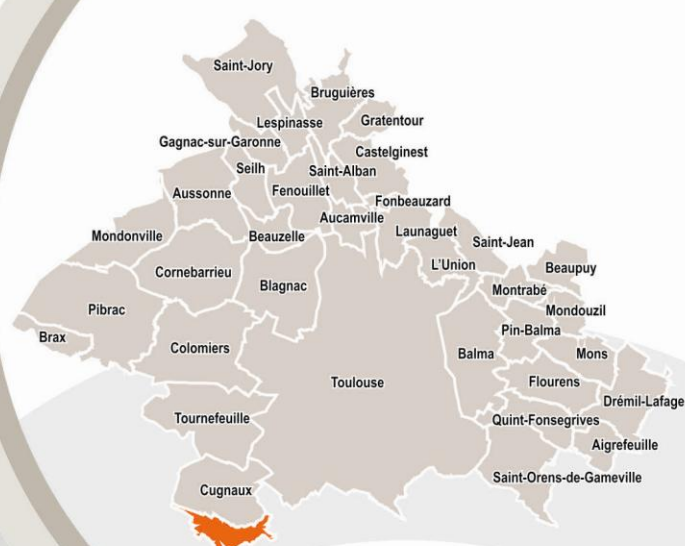 Saint-Jory
Bruguières
Lespinasse
Gratentour
Gagnac-sur-Garonne
Castelginest
Seilh
Saint-Alban
Aussonne
Fenouillet
Fonbeauzard
Aucamville
Launaguet
Mondonville
Beauzelle
Saint-Jean
L'Union
Beaupuy
Cornebarrieu
Blagnac
Montrabé
Pibrac
Mondouzil
Pin-Balma
Brax
Colomiers
Balma
Mons
Toulouse
Flourens
Drémil-Lafage
Tournefeuille
Quint-Fonsegrives
Aigrefeuille
Saint-Orens-de-Gameville
Cugnaux